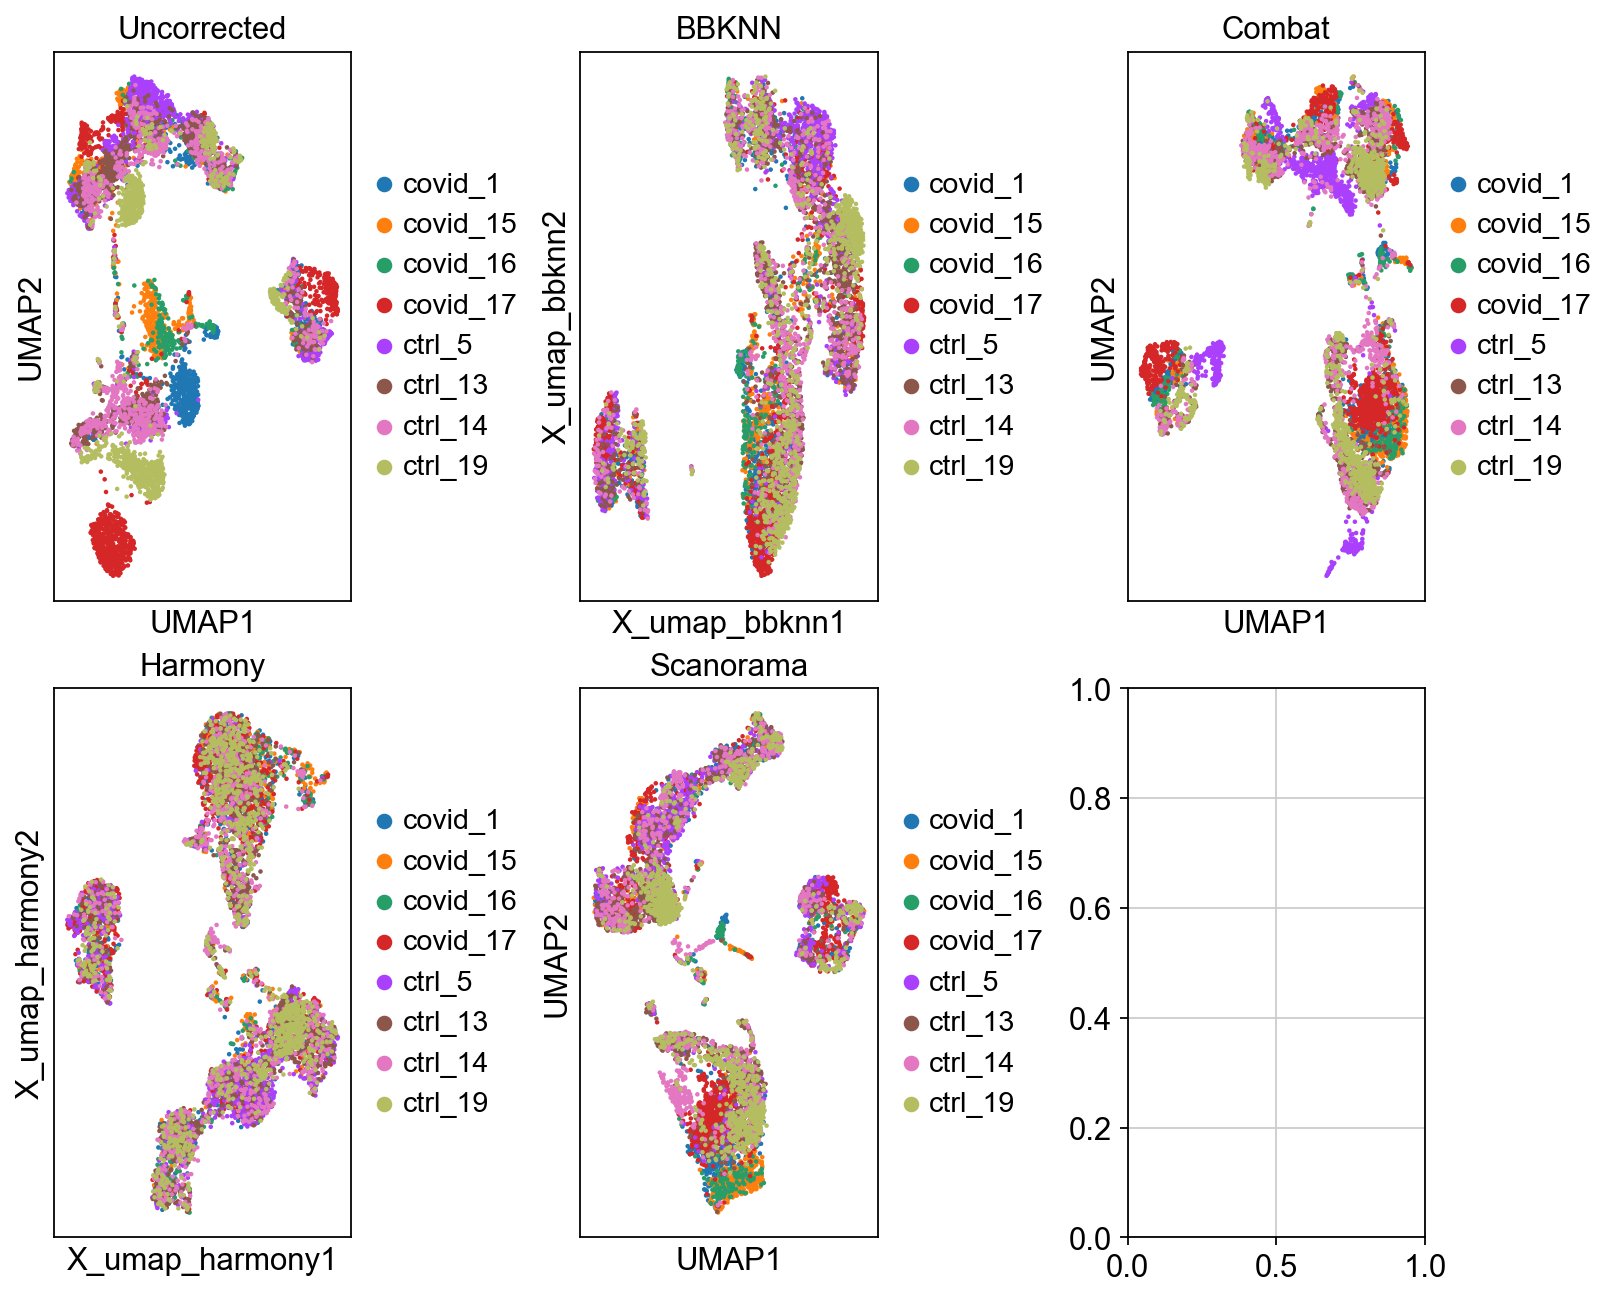 Uncorrected
covid_1
covid_15
covid_16
covid_17
ctrl_5
ctrl_13
ctrl_14
ctrl_19
UMAP2
UMAP1
BBKNN
covid_1
covid_15
covid_16
covid_17
ctrl_5
ctrl_13
ctrl_14
ctrl_19
X_umap_bbknn2
X_umap_bbknn1
Combat
covid_1
covid_15
covid_16
covid_17
ctrl_5
ctrl_13
ctrl_14
ctrl_19
UMAP2
UMAP1
Harmony
covid_1
covid_15
covid_16
covid_17
ctrl_5
ctrl_13
ctrl_14
ctrl_19
X_umap_harmony2
X_umap_harmony1
Scanorama
covid_1
covid_15
covid_16
covid_17
ctrl_5
ctrl_13
ctrl_14
ctrl_19
UMAP2
UMAP1
1.0
0.8
0.6
0.4
0.2
0.0
0.0 0.5 1.0